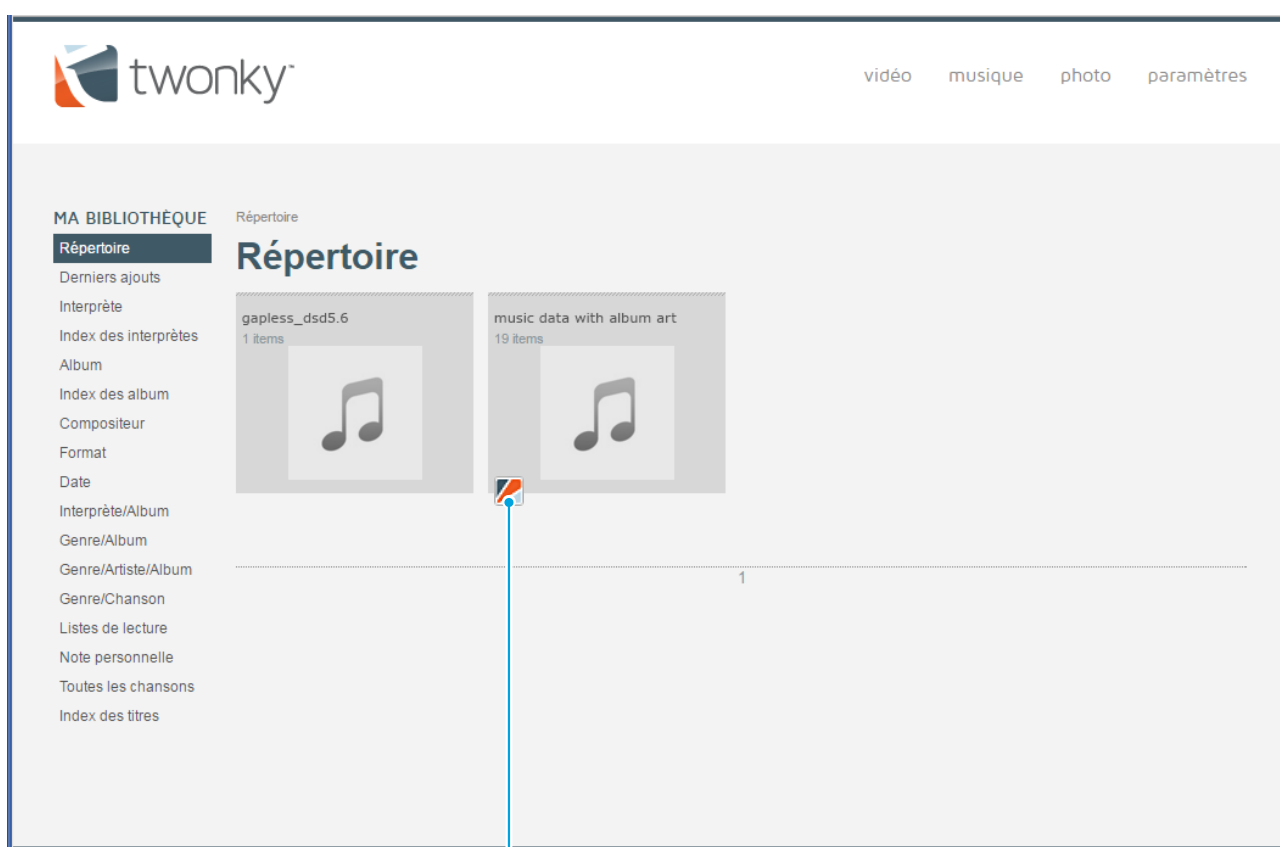 twonky™
vidéo musique photo paramètres
MA BIBLIOTHÈQUE
Répertoire
Derniers ajouts
Interprète
Index des interprètes
Album
Index des album
Compositeur
Format
Date
Interprète/Album
Genre/Album
Genre/Artiste/Album
Genre/Chanson
Listes de lecture
Note personnelle
Toutes les chansons
Index des titres
Répertoire
Répertoire
gapless_dsd5.6
1 items
music data with album art
19 items
1